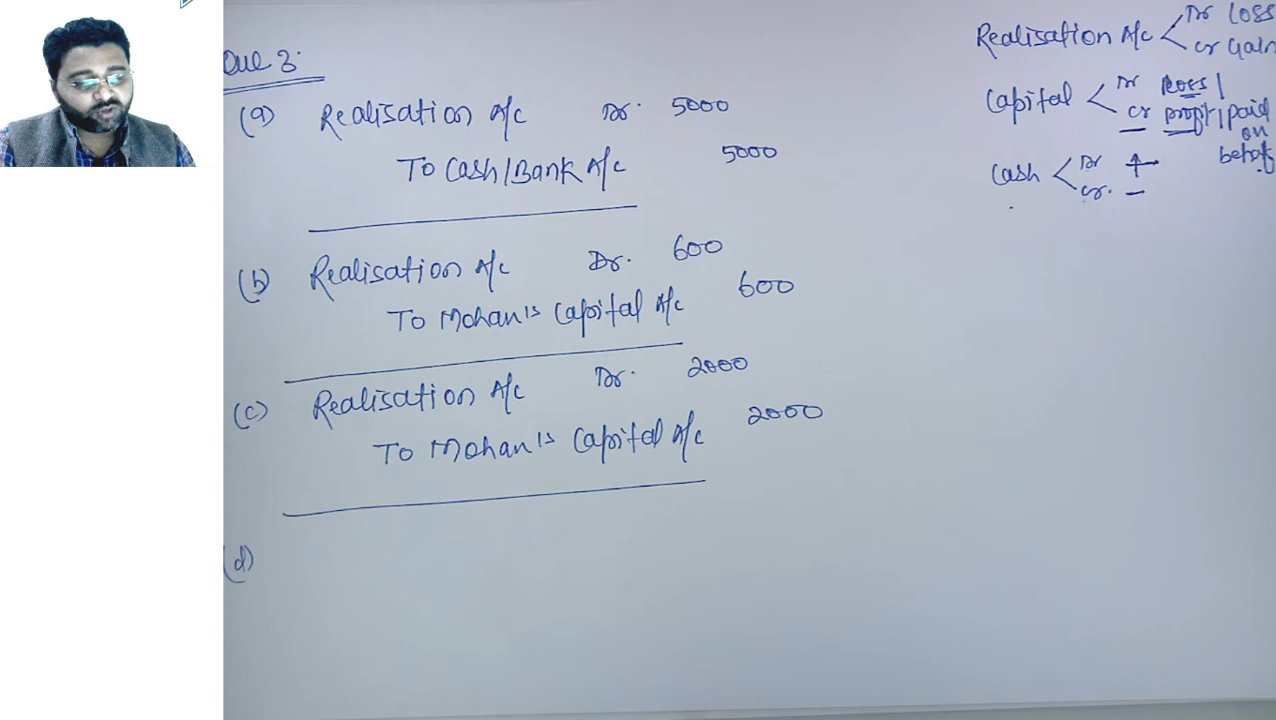 Que 3.
(a) Realisation A/c Dr. 5000
To Cash/Bank A/c 5000
(b) Realisation A/c Dr. 600
To Mohan's Capital A/c 600
(c) Realisation A/c Dr. 2000
To Mohan's Capital A/c 2000
(d)
Realisation A/c < Dr Loss
Cr Gain
Capital < Dr Loss |
cr profit | paid
on
behalf
Cash < Dr +
cr. -